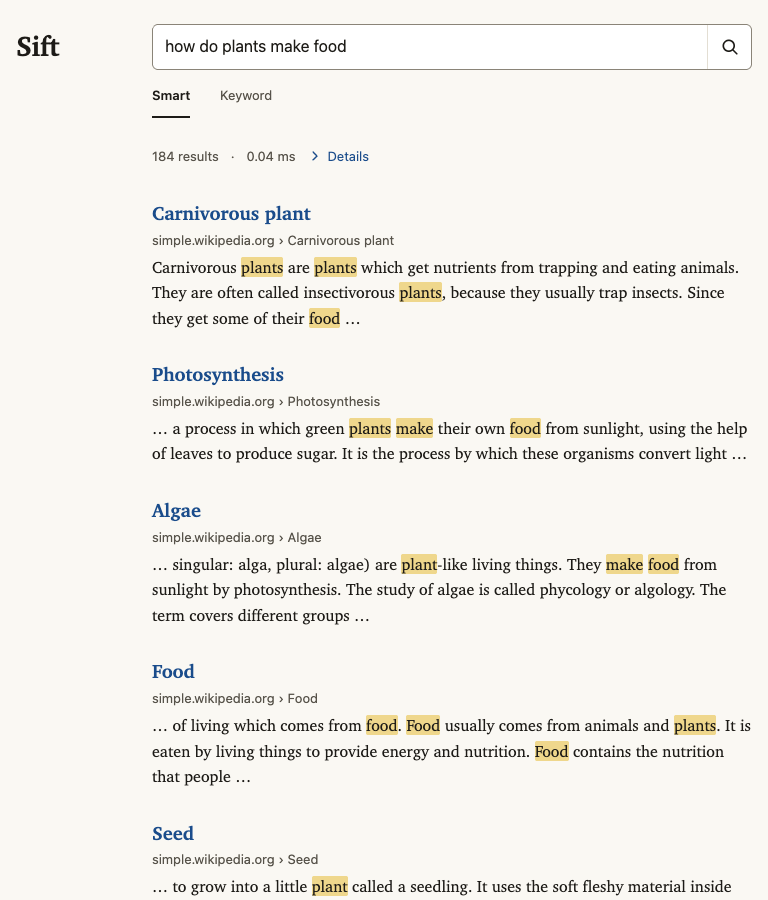 Sift
how do plants make food
Smart Keyword
184 results · 0.04 ms > Details
Carnivorous plant
simple.wikipedia.org › Carnivorous plant
Carnivorous plants are plants which get nutrients from trapping and eating animals.
They are often called insectivorous plants, because they usually trap insects. Since
they get some of their food …
Photosynthesis
simple.wikipedia.org › Photosynthesis
… a process in which green plants make their own food from sunlight, using the help
of leaves to produce sugar. It is the process by which these organisms convert light …
Algae
simple.wikipedia.org › Algae
… singular: alga, plural: algae) are plant-like living things. They make food from
sunlight by photosynthesis. The study of algae is called phycology or algology. The
term covers different groups …
Food
simple.wikipedia.org › Food
… of living which comes from food. Food usually comes from animals and plants. It is
eaten by living things to provide energy and nutrition. Food contains the nutrition
that people …
Seed
simple.wikipedia.org › Seed
… to grow into a little plant called a seedling. It uses the soft fleshy material inside